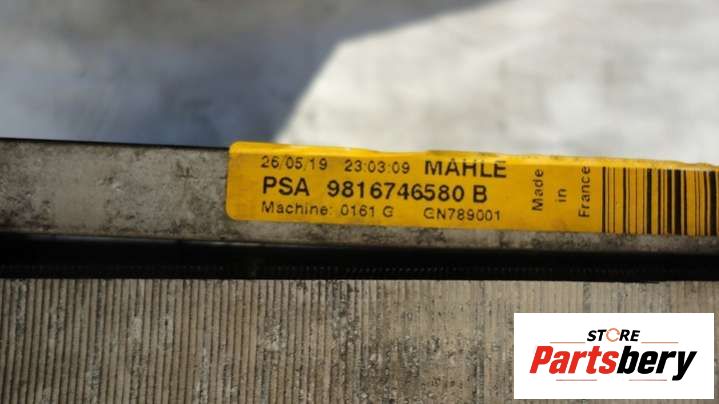 26/05/19 23:03:09 MAHLE
PSA 9816746580 B
Machine: 0161 G GN789001
Made in France
STORE
Partsbery